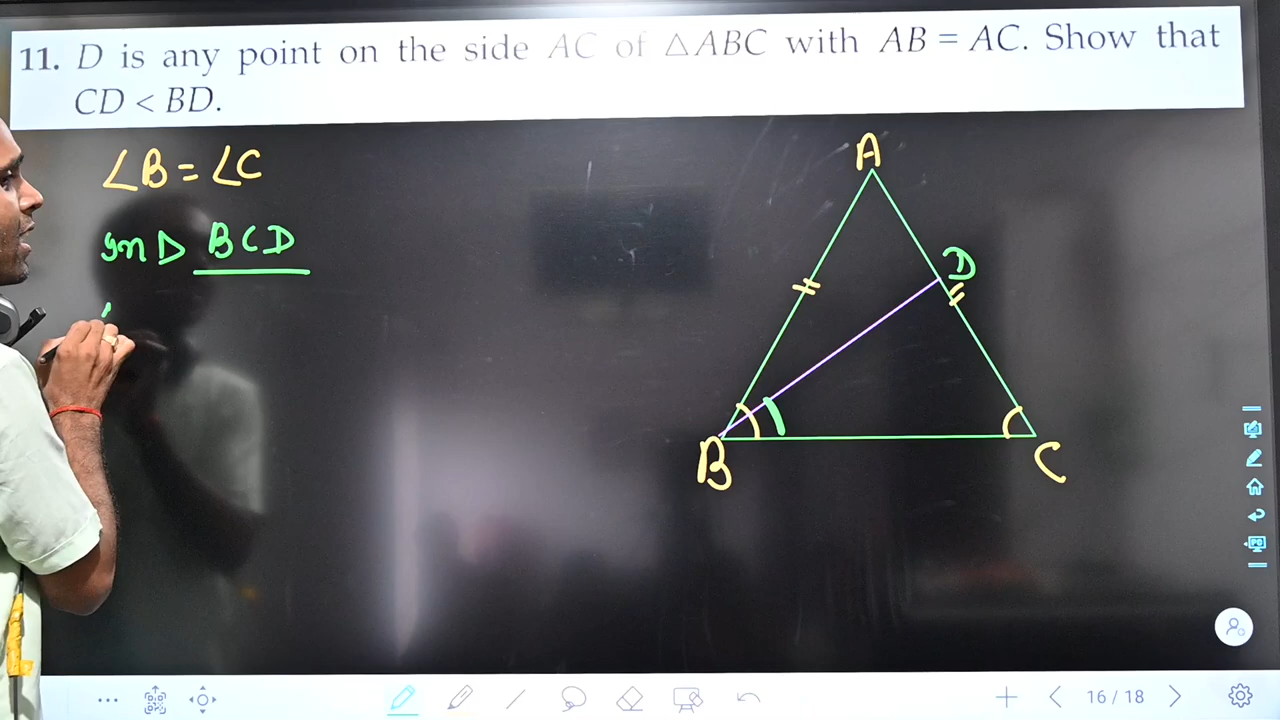 11. D is any point on the side AC of △ABC with AB = AC. Show that
CD < BD.
∠B = ∠C
In △ BCD
A
D
B
C
16 / 18